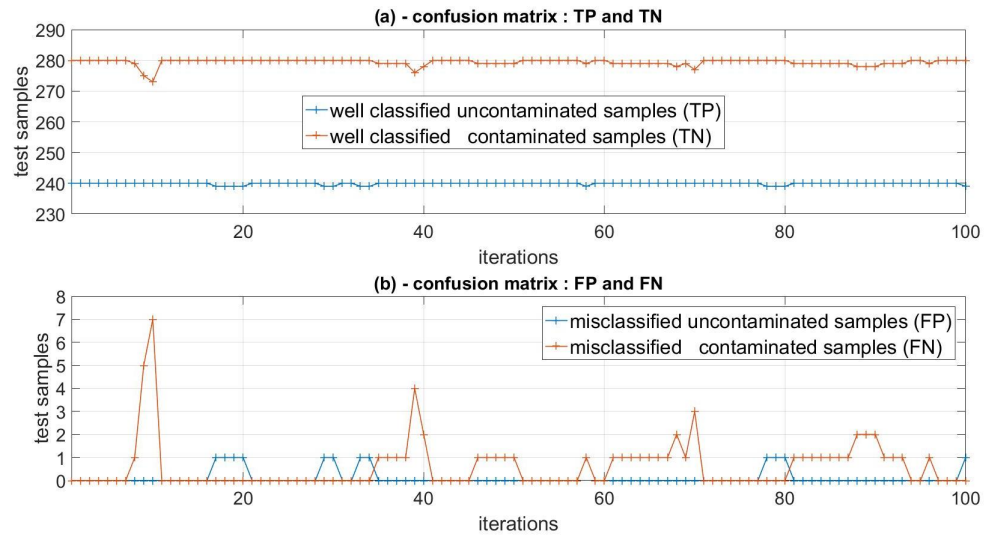 (a) - confusion matrix : TP and TN
290
280
270
260
250
240
230
test samples
well classified uncontaminated samples (TP)
well classified contaminated samples (TN)
20 40 60 80 100
iterations
(b) - confusion matrix : FP and FN
8
7
6
5
4
3
2
1
0
test samples
misclassified uncontaminated samples (FP)
misclassified contaminated samples (FN)
20 40 60 80 100
iterations